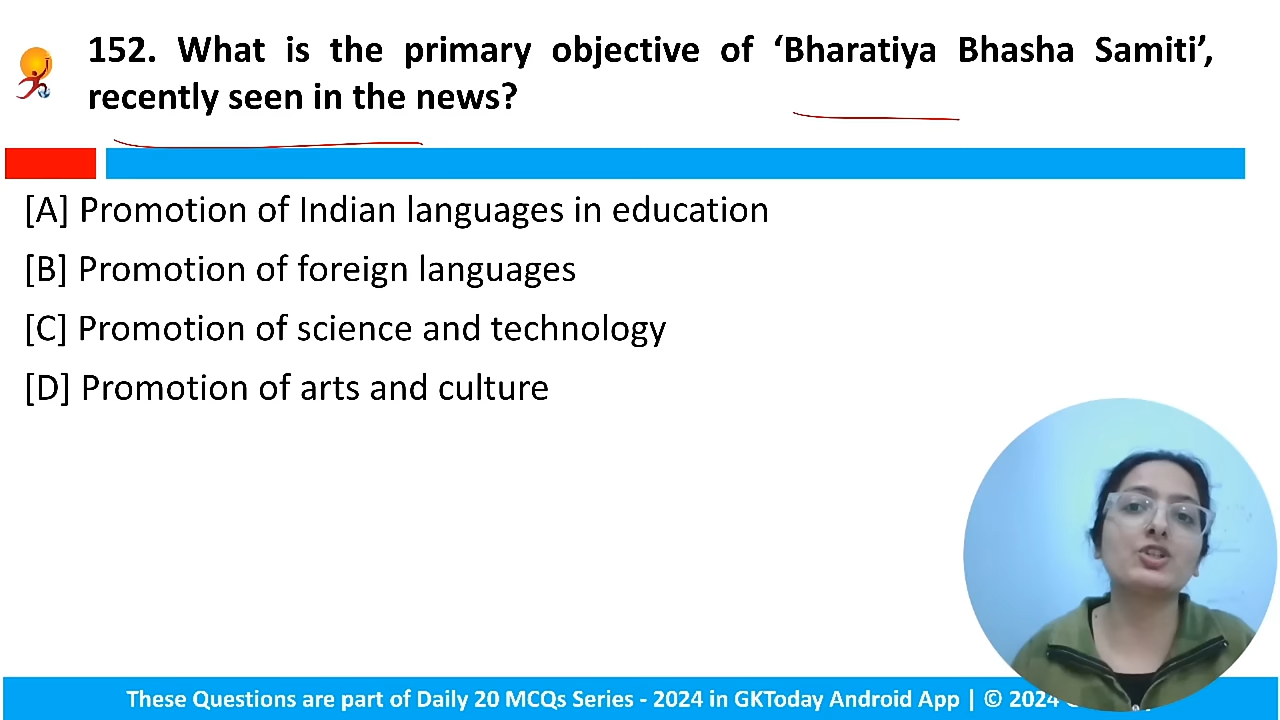 152. What is the primary objective of ‘Bharatiya Bhasha Samiti’,
recently seen in the news?
[A] Promotion of Indian languages in education
[B] Promotion of foreign languages
[C] Promotion of science and technology
[D] Promotion of arts and culture
These Questions are part of Daily 20 MCQs Series - 2024 in GKToday Android App | © 2024